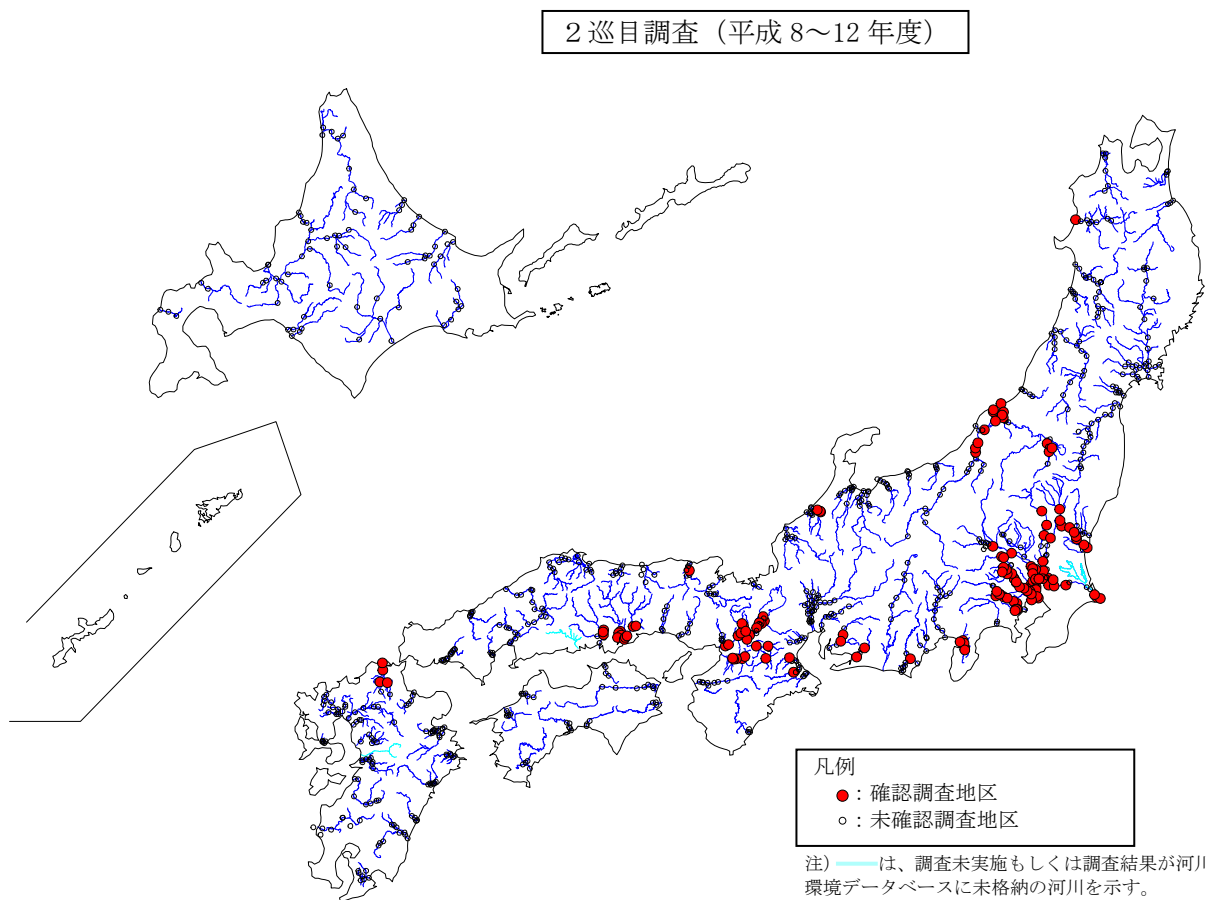 2巡目調査（平成 8～12 年度）
凡例
：確認調査地区
：未確認調査地区
注） は、調査未実施もしくは調査結果が河川
環境データベースに未格納の河川を示す。